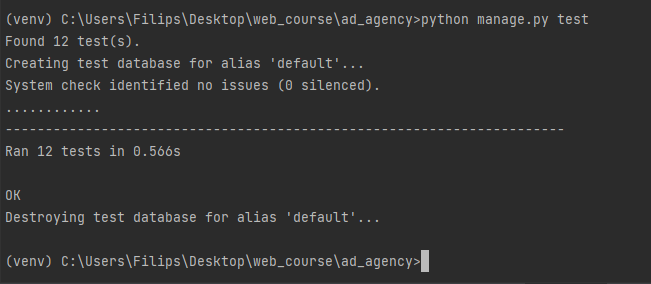 (venv) C:\Users\Filips\Desktop\web_course\ad_agency>python manage.py test
Found 12 test(s).
Creating test database for alias 'default'...
System check identified no issues (0 silenced).
............
----------------------------------------------------------------------
Ran 12 tests in 0.566s
OK
Destroying test database for alias 'default'...
(venv) C:\Users\Filips\Desktop\web_course\ad_agency>